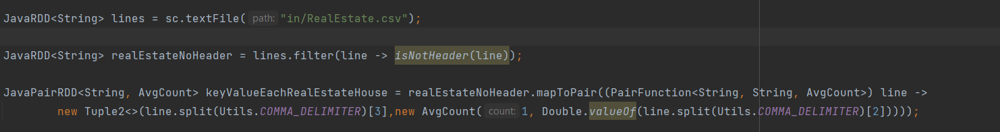 JavaRDD<String> lines = sc.textFile( path: "in/RealEstate.csv");
JavaRDD<String> realEstateNoHeader = lines.filter(line -> isNotHeader(line));
JavaPairRDD<String, AvgCount> keyValueEachRealEstateHouse = realEstateNoHeader.mapToPair((PairFunction<String, String, AvgCount>) line ->
new Tuple2<>(line.split(Utils.COMMA_DELIMITER)[3],new AvgCount( count: 1, Double.valueOf(line.split(Utils.COMMA_DELIMITER)[2]))));